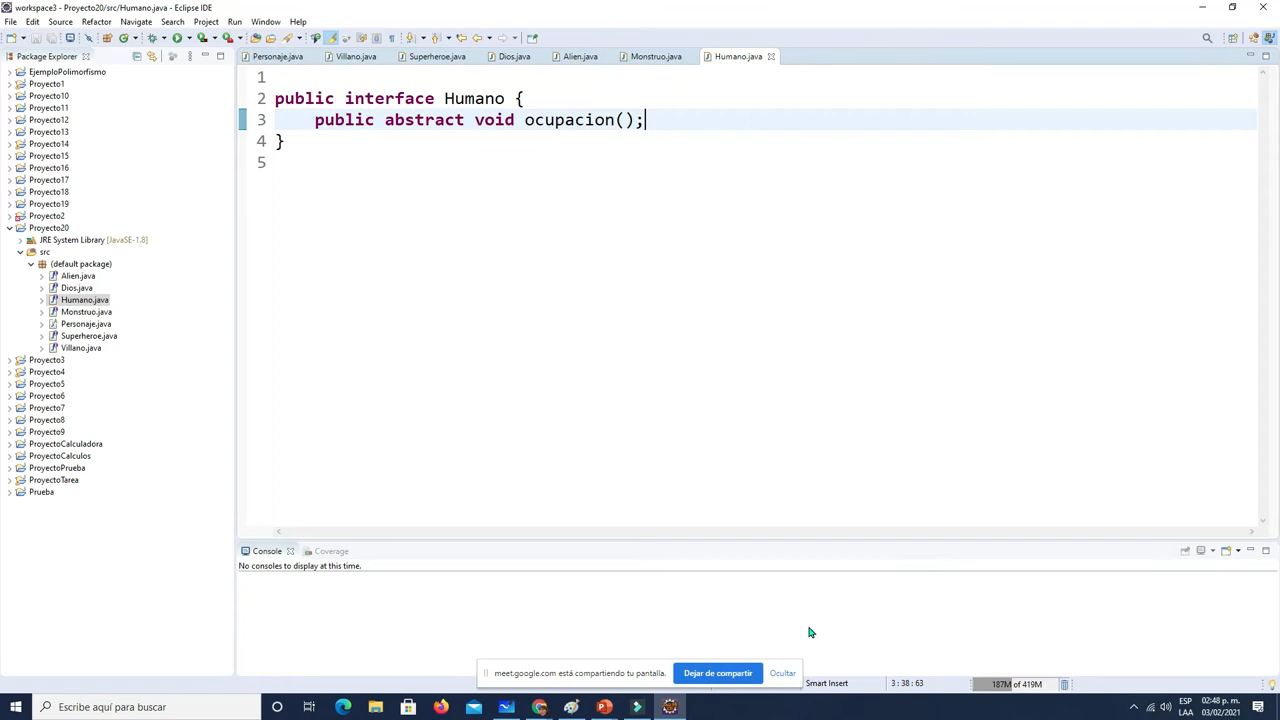 workspace3 - Proyecto20/src/Humano.java - Eclipse IDE
File Edit Source Refactor Navigate Search Project Run Window Help
Package Explorer
Personaje.java Villano.java Superheroe.java Dios.java Alien.java Monstruo.java Humano.java
EjemploPolimorfismo
Proyecto1
Proyecto10
Proyecto11
Proyecto12
Proyecto13
Proyecto14
Proyecto15
Proyecto16
Proyecto17
Proyecto18
Proyecto19
Proyecto2
Proyecto20
JRE System Library [JavaSE-1.8]
src
(default package)
Alien.java
Dios.java
Humano.java
Monstruo.java
Personaje.java
Superheroe.java
Villano.java
Proyecto3
Proyecto4
Proyecto5
Proyecto6
Proyecto7
Proyecto8
Proyecto9
ProyectoCalculadora
ProyectoCalculos
ProyectoPrueba
ProyectoTarea
Prueba
1
2 public interface Humano {
3 public abstract void ocupacion();
4 }
5
Console Coverage
No consoles to display at this time.
meet.google.com está compartiendo tu pantalla. Dejar de compartir Ocultar
Smart Insert 3 : 38 : 63 187M of 419M
Escribe aquí para buscar
ESP 02:48 p. m.
LAA 03/02/2021